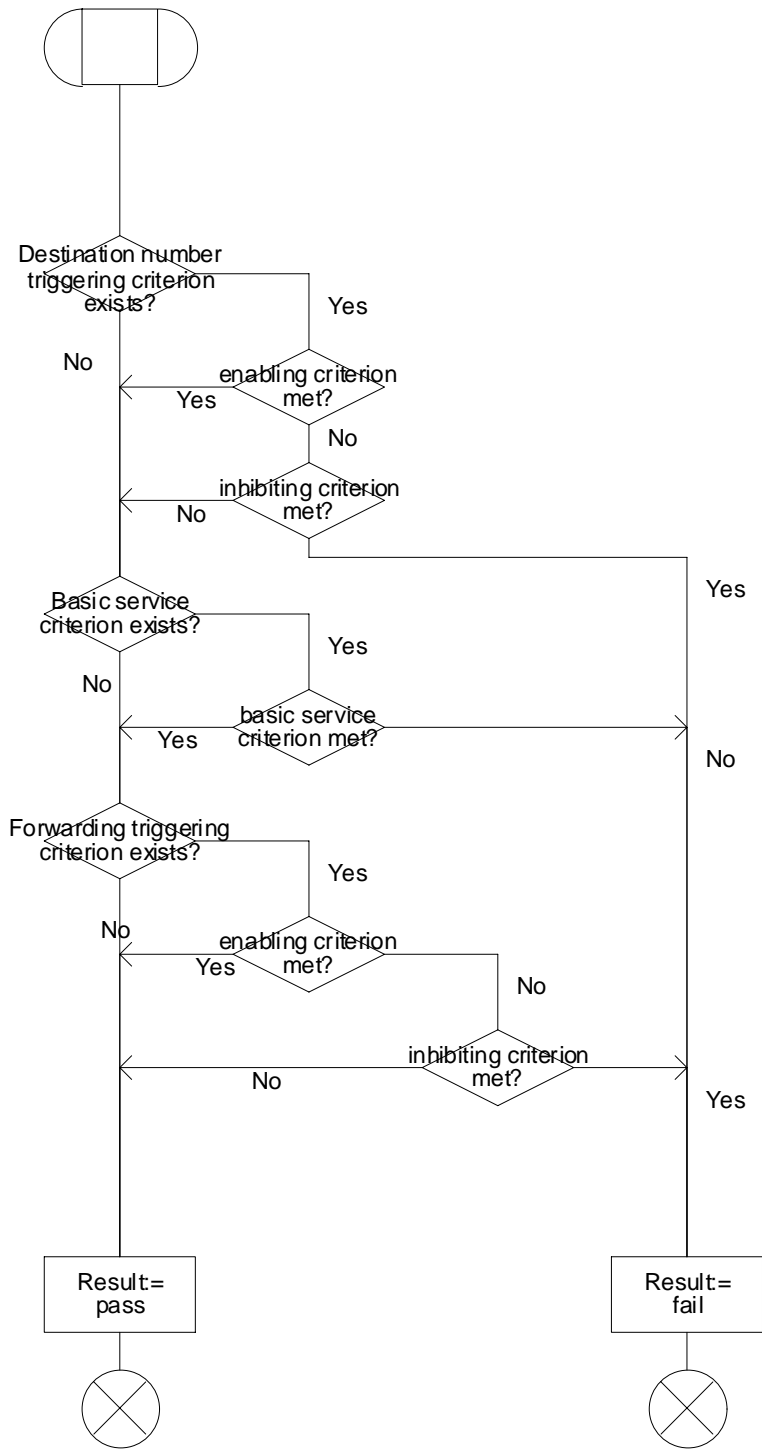 Destination number
triggering criterion
exists?
Yes
No
enabling criterion
met?
Yes
No
inhibiting criterion
met?
No
Yes
Basic service
criterion exists?
Yes
No
basic service
criterion met?
Yes
No
Forwarding triggering
criterion exists?
Yes
No
enabling criterion
met?
Yes
No
inhibiting criterion
met?
No
Yes
Result:=
pass
Result:=
fail